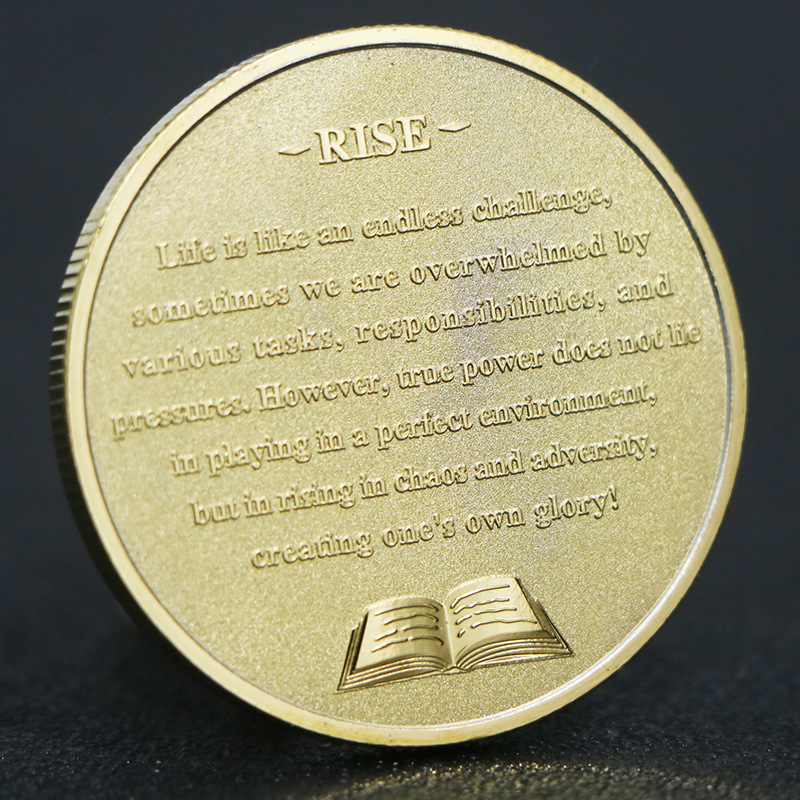 RISE
Life is like an endless challenge,
sometimes we are overwhelmed by
various tasks, responsibilities, and
pressures. However, true power does not lie
in playing in a perfect environment,
but in rising in chaos and adversity,
creating one's own glory!